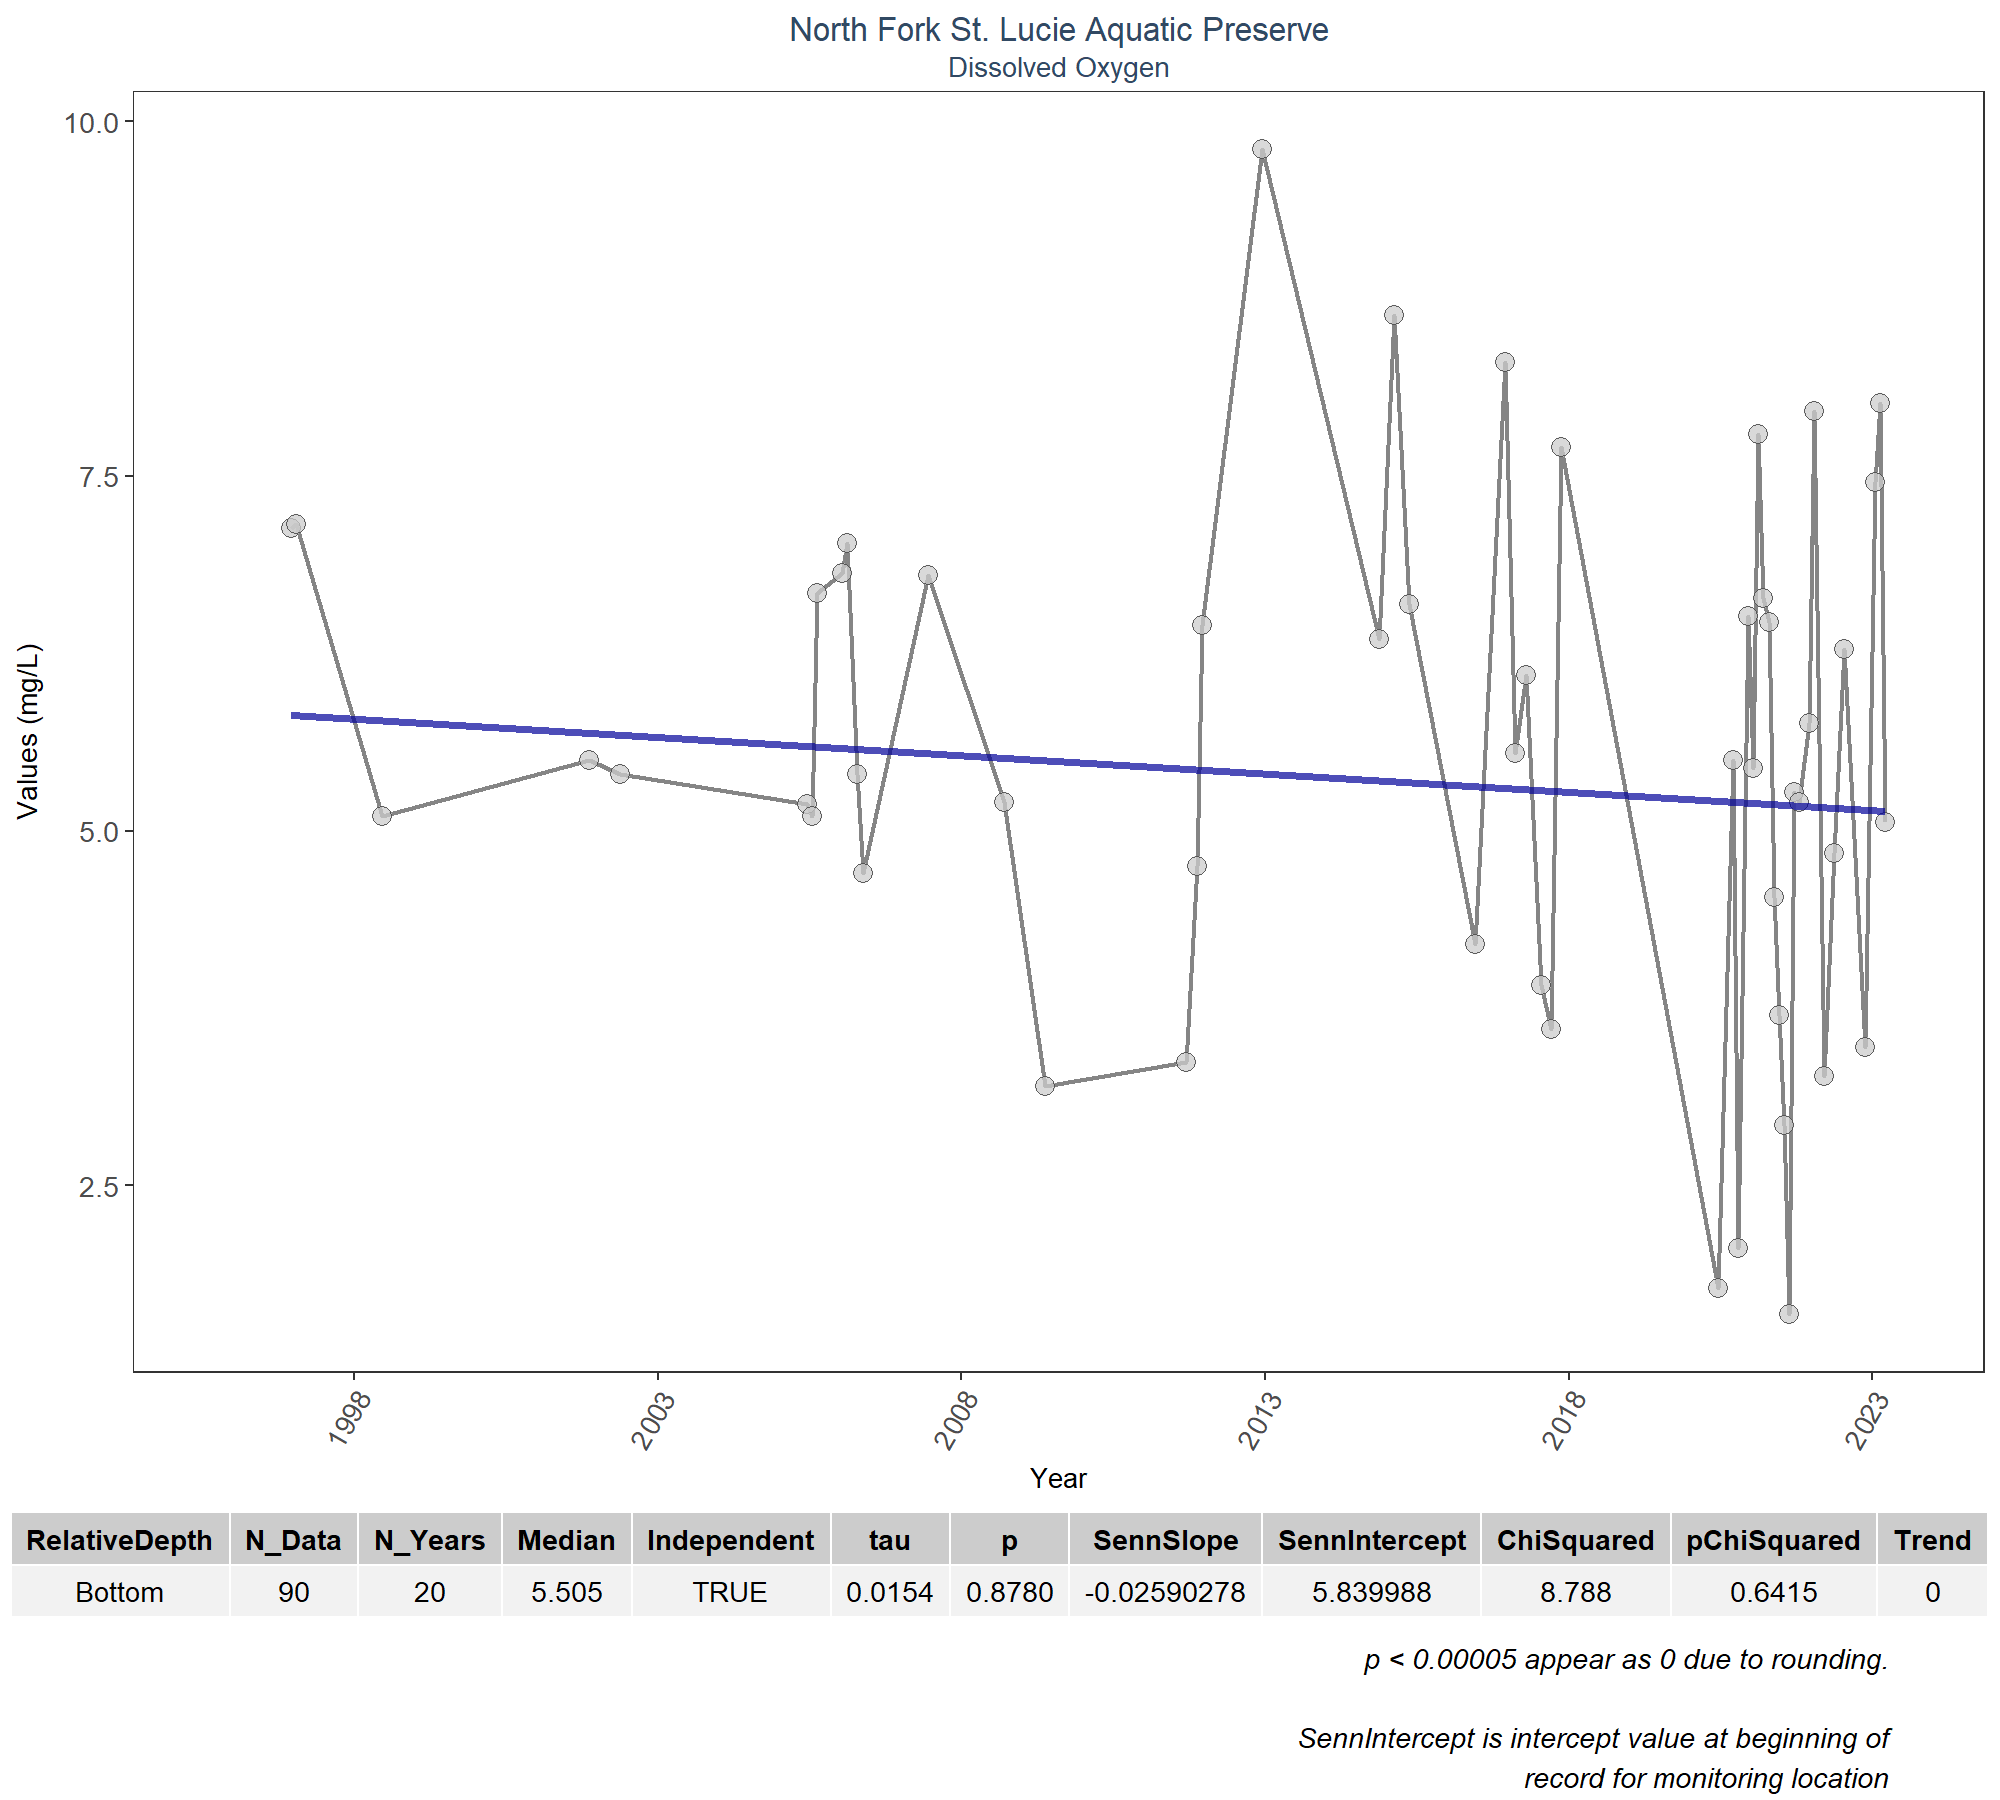 North Fork St. Lucie Aquatic Preserve
Dissolved Oxygen
10.0
7.5
5.0
2.5
Values (mg/L)
1998
2003
2008
2013
2018
2023
Year
RelativeDepth N_Data N_Years Median Independent tau p SennSlope SennIntercept ChiSquared pChiSquared Trend
Bottom 90 20 5.505 TRUE 0.0154 0.8780 -0.02590278 5.839988 8.788 0.6415 0
p < 0.00005 appear as 0 due to rounding.
SennIntercept is intercept value at beginning of
record for monitoring location